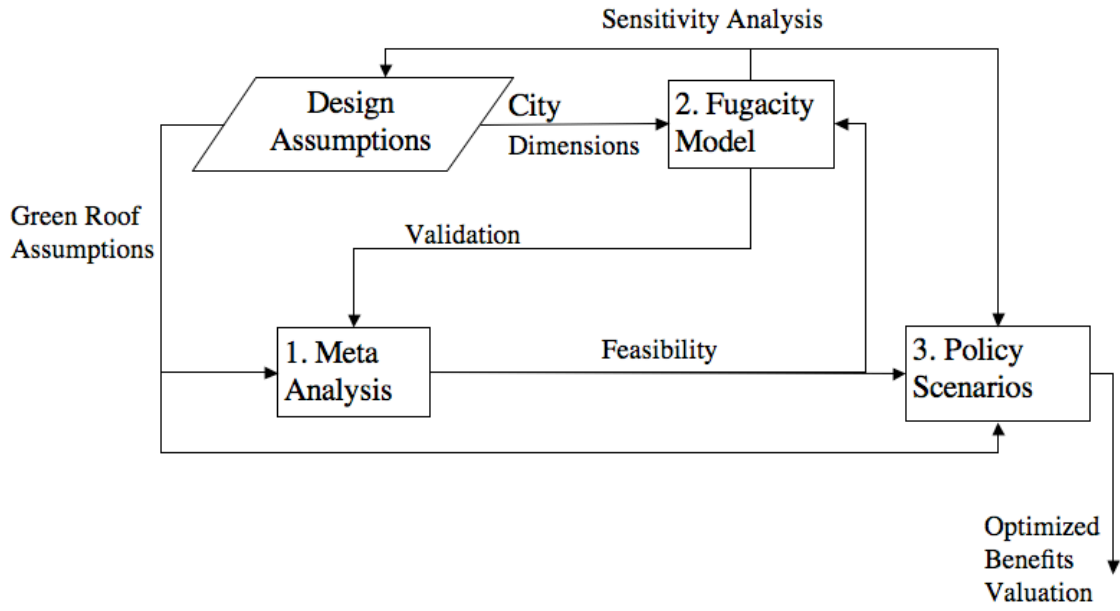 Sensitivity Analysis
Design
Assumptions
City
Dimensions
2. Fugacity
Model
Green Roof
Assumptions
Validation
1. Meta
Analysis
Feasibility
3. Policy
Scenarios
Optimized
Benefits
Valuation